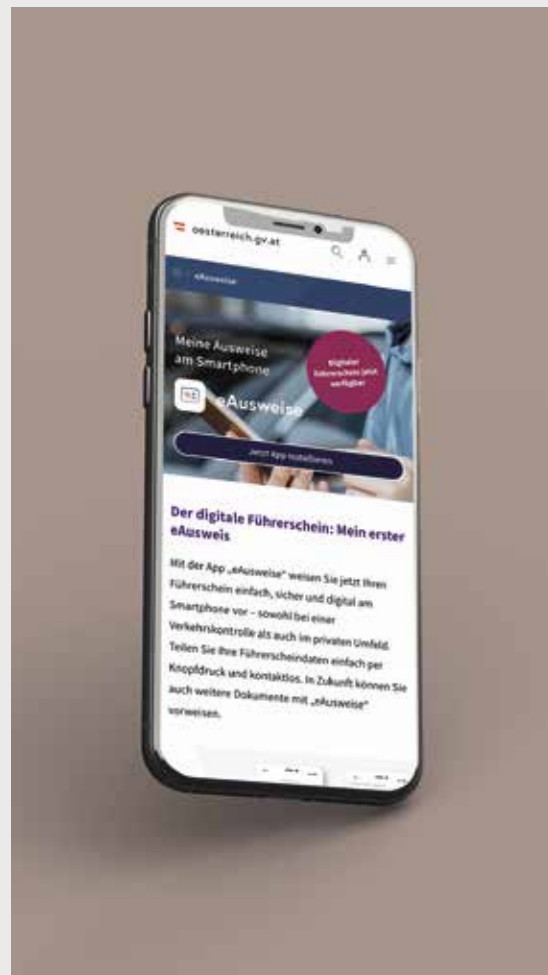 oesterreich.gv.at
eAusweise
Meine Ausweise
am Smartphone
Digitaler
Führerschein jetzt
verfügbar
eAusweise
Jetzt App installieren
Der digitale Führerschein: Mein erster
eAusweis
Mit der App „eAusweise“ weisen Sie jetzt Ihren
Führerschein einfach, sicher und digital am
Smartphone vor – sowohl bei einer
Verkehrskontrolle als auch im privaten Umfeld.
Teilen Sie Ihre Führerscheindaten einfach per
Knopfdruck und kontaktlos. In Zukunft können Sie
auch weitere Dokumente mit „eAusweise“
vorweisen.